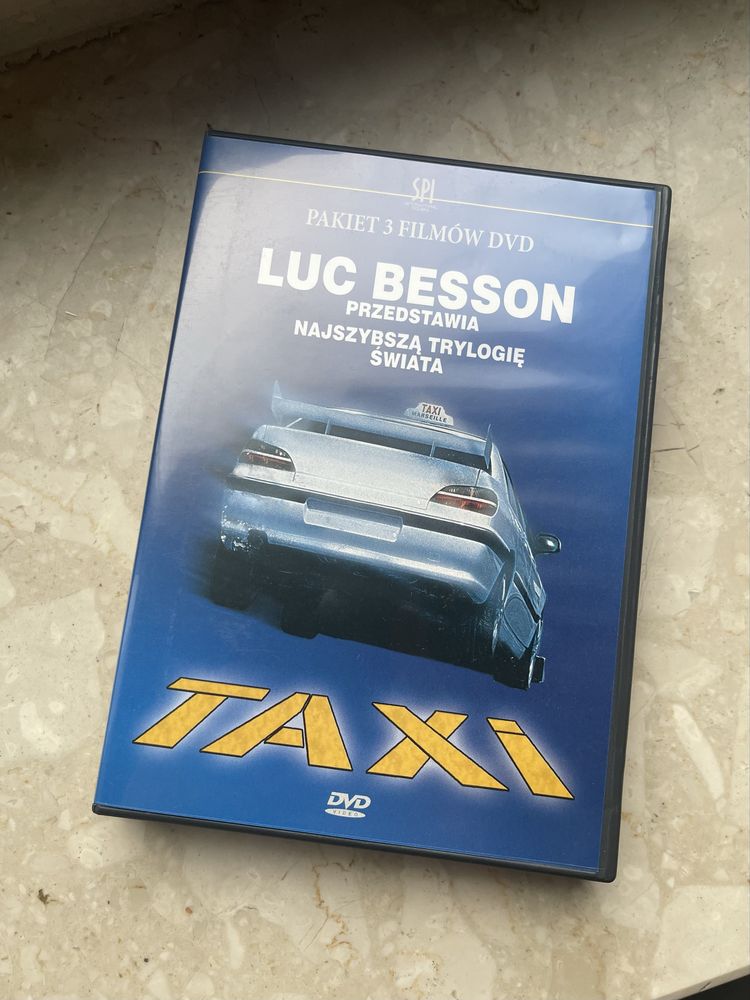 SPI
PAKIET 3 FILMÓW DVD
LUC BESSON
PRZEDSTAWIA
NAJSZYBSZĄ TRYLOGIĘ
ŚWIATA
TAXI
MARSEILLE
TAXi
DVD
VIDEO